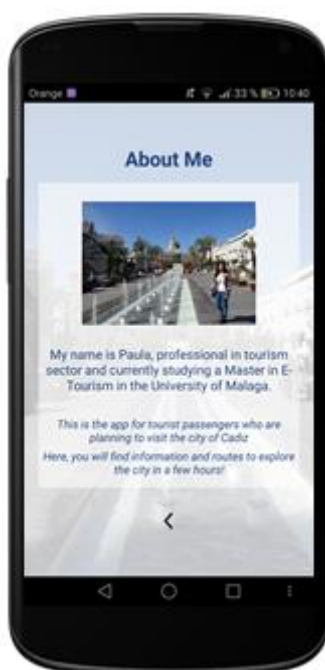 Orange 33 % 10:40
About Me
My name is Paula, professional in tourism
sector and currently studying a Master in E-
Tourism in the University of Malaga.
This is the app for tourist passengers who are
planning to visit the city of Cadiz
Here, you will find information and routes to explore
the city in a few hours!